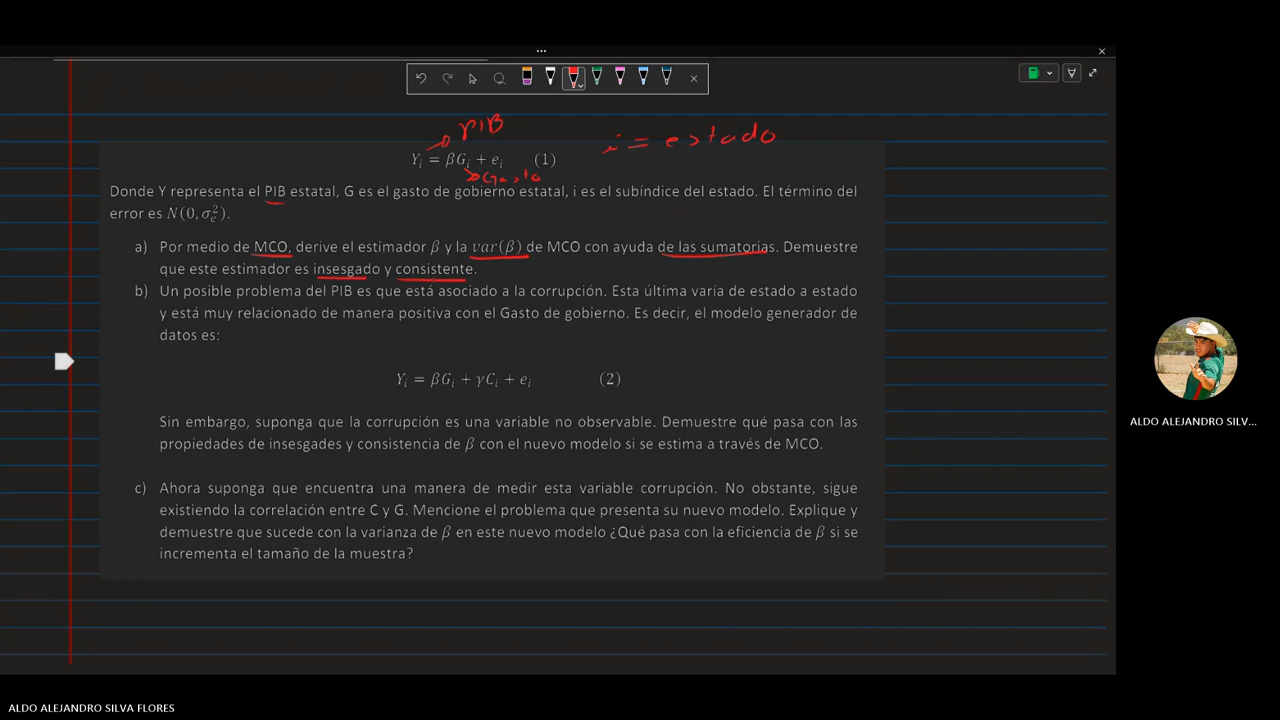 PIB
i = estado
Yᵢ = βGᵢ + eᵢ (1)
Gasto
Donde Y representa el PIB estatal, G es el gasto de gobierno estatal, i es el subíndice del estado. El término del
error es N(0, σₑ²).
a) Por medio de MCO, derive el estimador β y la var(β) de MCO con ayuda de las sumatorias. Demuestre
que este estimador es insesgado y consistente.
b) Un posible problema del PIB es que está asociado a la corrupción. Esta última varía de estado a estado
y está muy relacionado de manera positiva con el Gasto de gobierno. Es decir, el modelo generador de
datos es:
Yᵢ = βGᵢ + γCᵢ + eᵢ (2)
Sin embargo, suponga que la corrupción es una variable no observable. Demuestre qué pasa con las
propiedades de insesgades y consistencia de β con el nuevo modelo si se estima a través de MCO.
c) Ahora suponga que encuentra una manera de medir esta variable corrupción. No obstante, sigue
existiendo la correlación entre C y G. Mencione el problema que presenta su nuevo modelo. Explique y
demuestre que sucede con la varianza de β en este nuevo modelo ¿Qué pasa con la eficiencia de β si se
incrementa el tamaño de la muestra?
ALDO ALEJANDRO SILV...
ALDO ALEJANDRO SILVA FLORES